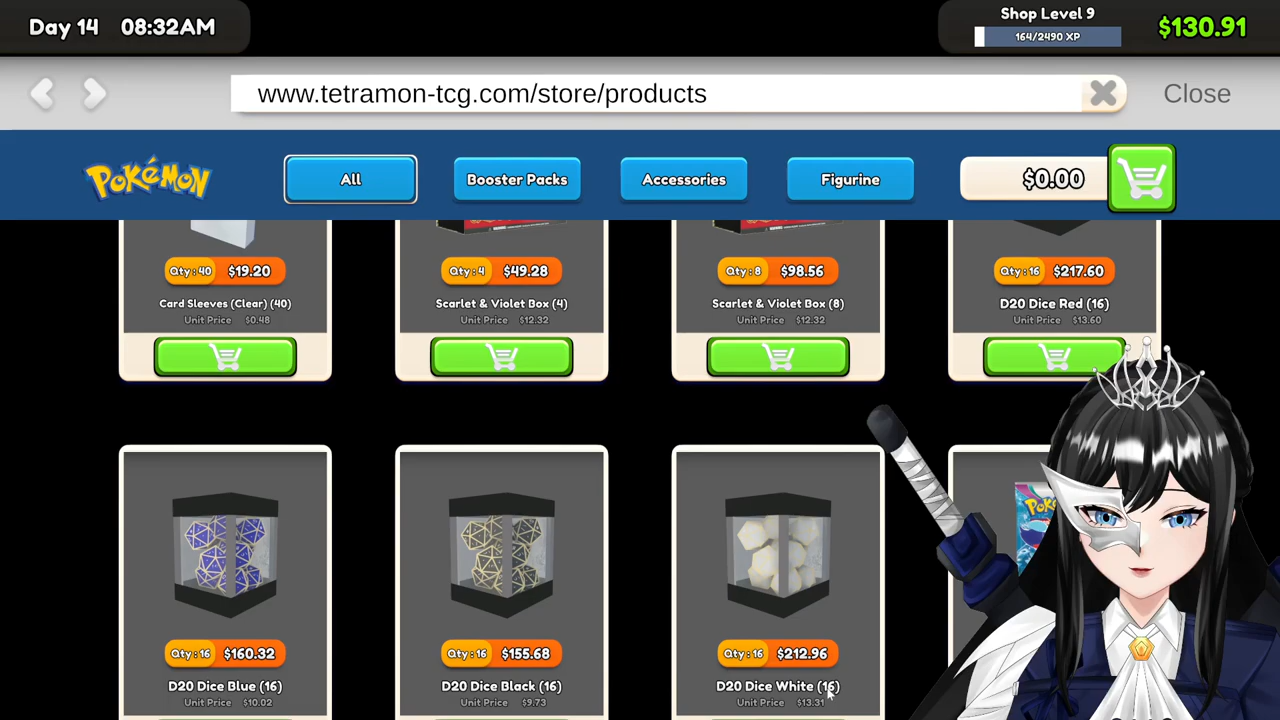 Day 14 08:32AM
Shop Level 9
164/2490 XP
$130.91
www.tetramon-tcg.com/store/products
Close
POKéMON
All
Booster Packs
Accessories
Figurine
$0.00
Qty: 40 $19.20
Card Sleeves (Clear) (40)
Unit Price $0.48
Qty: 4 $49.28
Scarlet & Violet Box (4)
Unit Price $12.32
Qty: 8 $98.56
Scarlet & Violet Box (8)
Unit Price $12.32
Qty: 16 $217.60
D20 Dice Red (16)
Unit Price $13.60
Qty: 16 $160.32
D20 Dice Blue (16)
Unit Price $10.02
Qty: 16 $155.68
D20 Dice Black (16)
Unit Price $9.73
Qty: 16 $212.96
D20 Dice White (16)
Unit Price $13.31